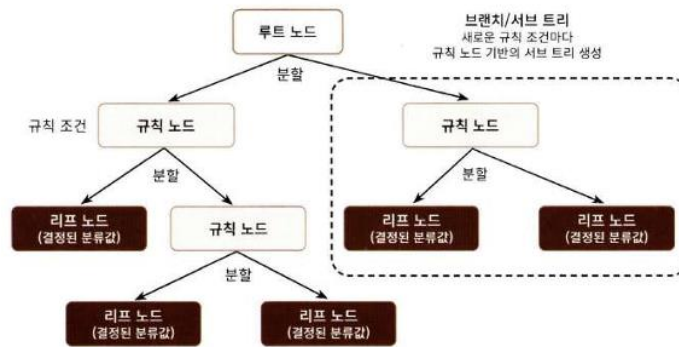 루트 노드
브랜치/서브 트리
새로운 규칙 조건마다
규칙 노드 기반의 서브 트리 생성
분할
규칙 조건
규칙 노드
규칙 노드
분할
분할
리프 노드
(결정된 분류값)
규칙 노드
리프 노드
(결정된 분류값)
리프 노드
(결정된 분류값)
분할
리프 노드
(결정된 분류값)
리프 노드
(결정된 분류값)